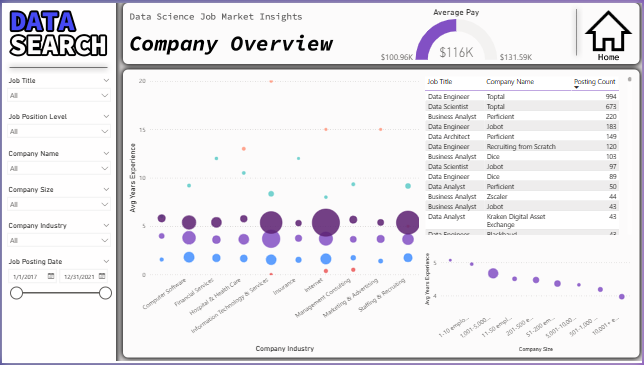 DATA
SEARCH
Job Title
All
Job Position Level
All
Company Name
All
Company Size
All
Company Industry
All
Job Posting Date
1/1/2017
12/31/2021
Data Science Job Market Insights
Company Overview
Average Pay
$116K
$100.96K
$131.59K
Home
Avg Years Experience
20
15
10
5
0
Computer Software
Financial Services
Hospital & Health Care
Information Technology & Services
Insurance
Internet
Management Consulting
Marketing & Advertising
Staffing & Recruiting
Company Industry
Job Title Company Name Posting Count
Data Engineer Toptal 994
Data Scientist Toptal 673
Business Analyst Perficient 220
Data Engineer Jobot 183
Data Architect Perficient 149
Data Engineer Recruiting from Scratch 120
Business Analyst Dice 103
Data Scientist Jobot 97
Data Engineer Dice 89
Data Analyst Perficient 50
Business Analyst Zscaler 44
Business Analyst Jobot 43
Data Analyst Kraken Digital Asset Exchange 43
Data Engineer Blackbaud 43
Avg Years Experience
5
4
1-10 emplo...
1,001-5,000...
11-50 empl...
201-500 e...
51-200 em...
5,001-10,00...
501-1,000 ...
10,001+ e...
Company Size